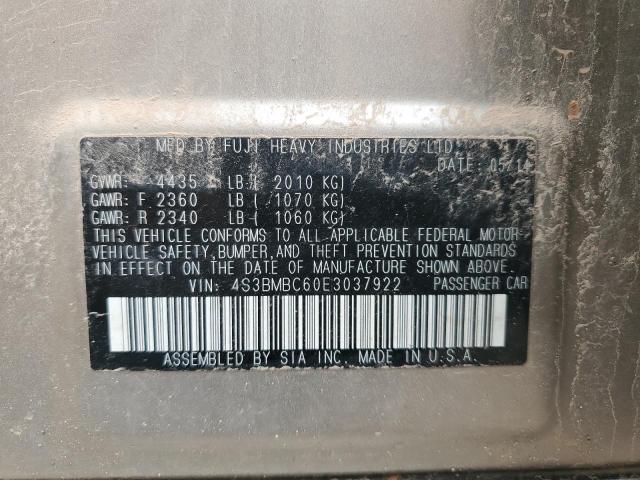 MFD BY FUJI HEAVY INDUSTRIES LTD.
DATE: 05/14
GVWR: 4435 LB( 2010 KG)
GAWR: F 2360 LB ( 1070 KG)
GAWR: R 2340 LB ( 1060 KG)
THIS VEHICLE CONFORMS TO ALL APPLICABLE FEDERAL MOTOR
VEHICLE SAFETY, BUMPER, AND THEFT PREVENTION STANDARDS
IN EFFECT ON THE DATE OF MANUFACTURE SHOWN ABOVE.
VIN: 4S3BMBC60E3037922 PASSENGER CAR
ASSEMBLED BY SIA INC. MADE IN U.S.A.